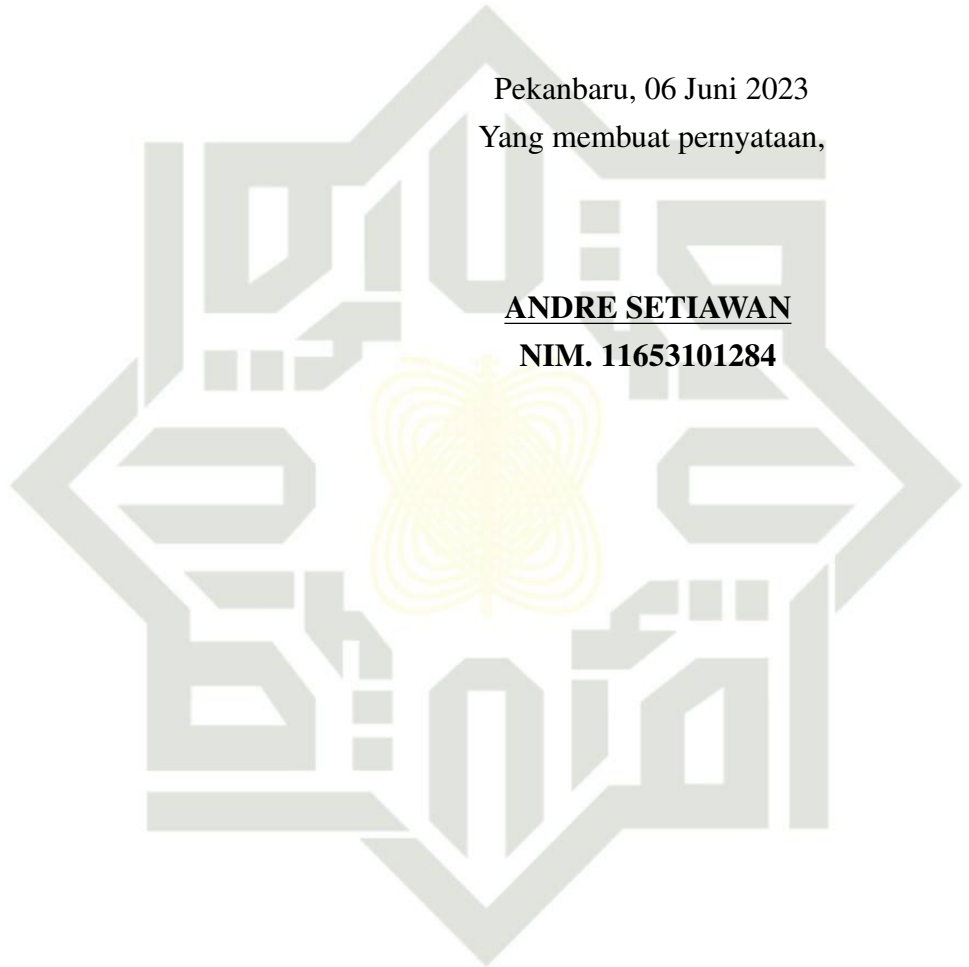 Pekanbaru, 06 Juni 2023
Yang membuat pernyataan,
ANDRE SETIAWAN
NIM. 11653101284